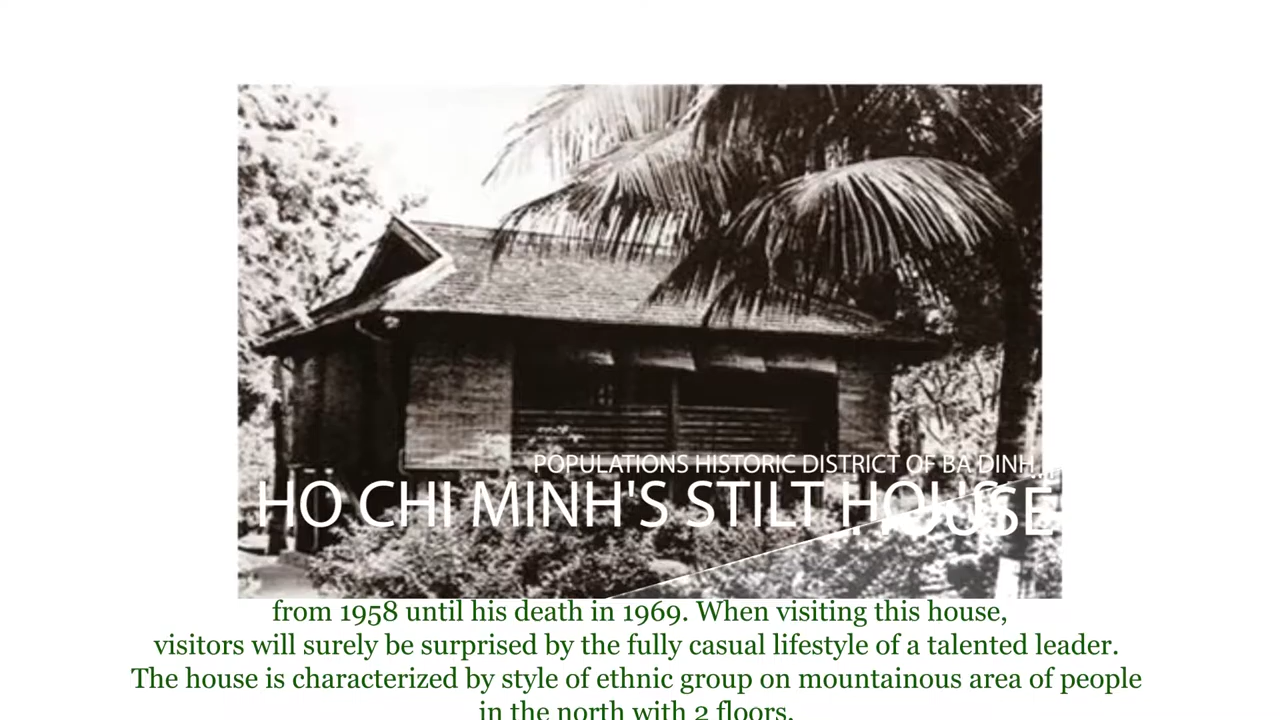 POPULATIONS HISTORIC DISTRICT OF BA DINH...
HO CHI MINH'S STILT HOUSE
from 1958 until his death in 1969. When visiting this house,
visitors will surely be surprised by the fully casual lifestyle of a talented leader.
The house is characterized by style of ethnic group on mountainous area of people
in the north with 2 floors.